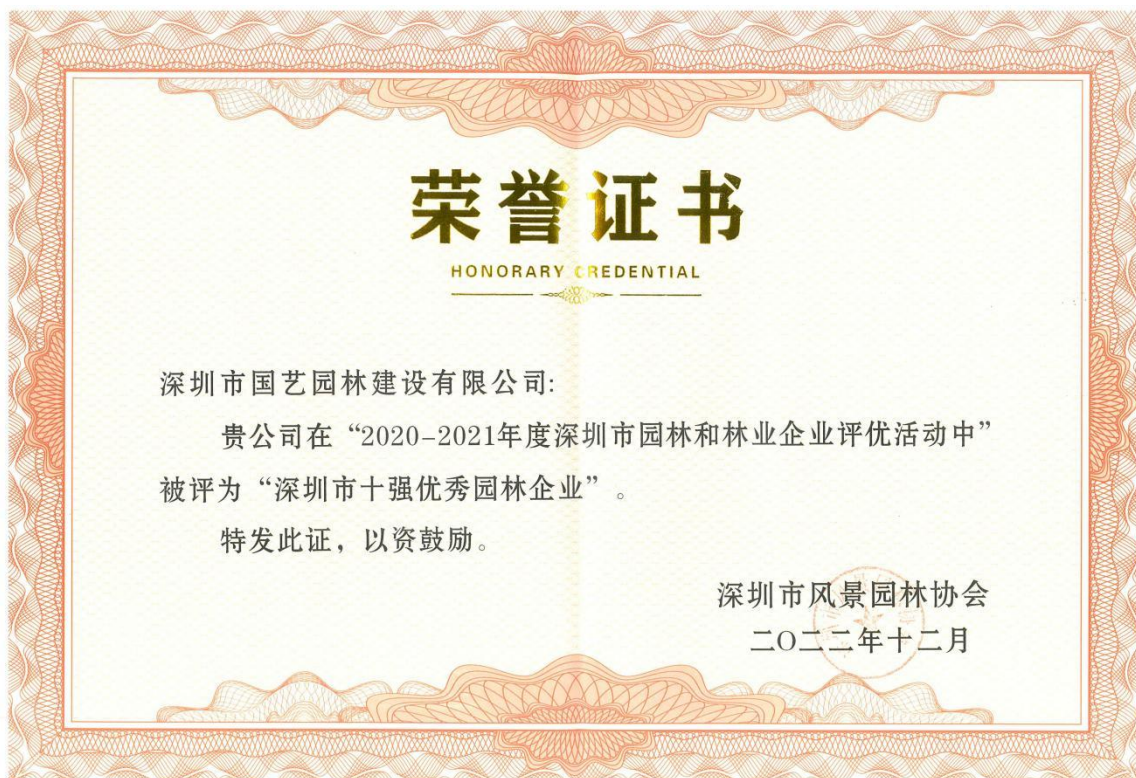 荣誉证书
HONORARY CREDENTIAL
深圳市国艺园林建设有限公司:
贵公司在“2020-2021年度深圳市园林和林业企业评优活动中”
被评为“深圳市十强优秀园林企业”。
特发此证，以资鼓励。
深圳市风景园林协会
二〇二二年十二月